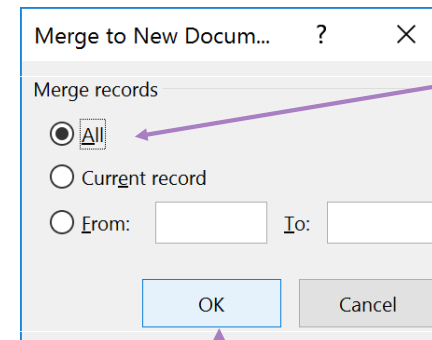 Merge to New Docum... ?
Merge records
All
Current record
From: To:
OK Cancel